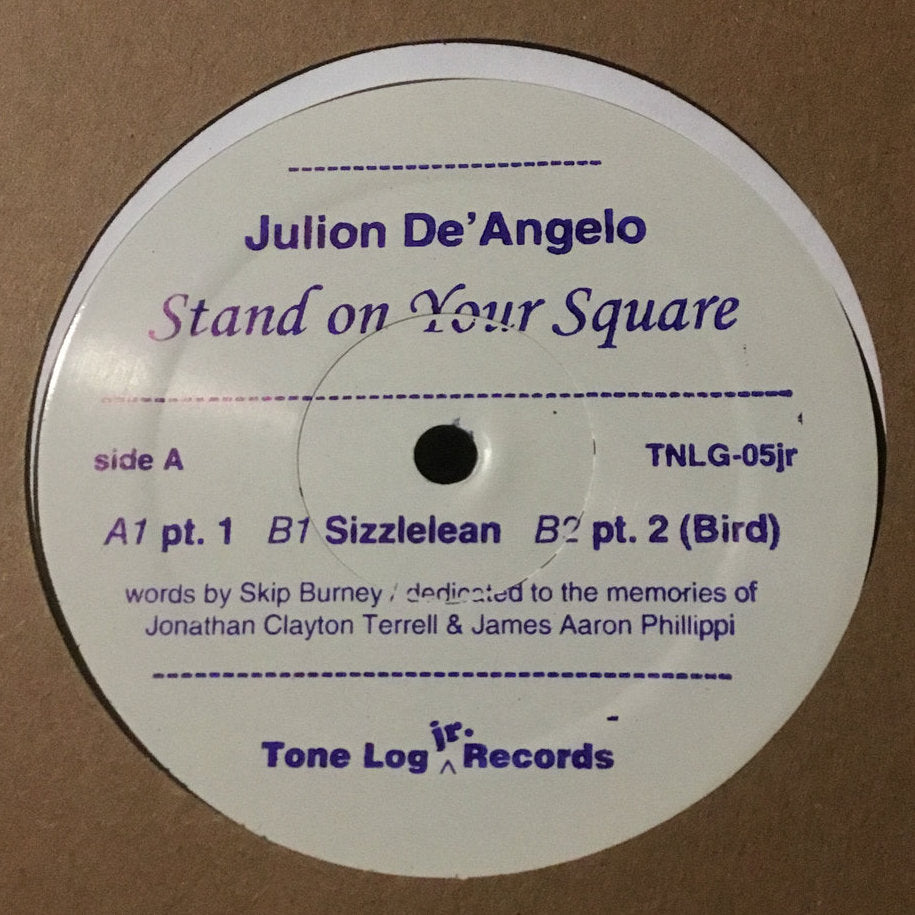 Julion De'Angelo
Stand on Your Square
side A TNLG-05jr
A1 pt. 1 B1 Sizzlelean B2 pt. 2 (Bird)
words by Skip Burney / dedicated to the memories of
Jonathan Clayton Terrell & James Aaron Phillippi
Tone Log ^jr. Records